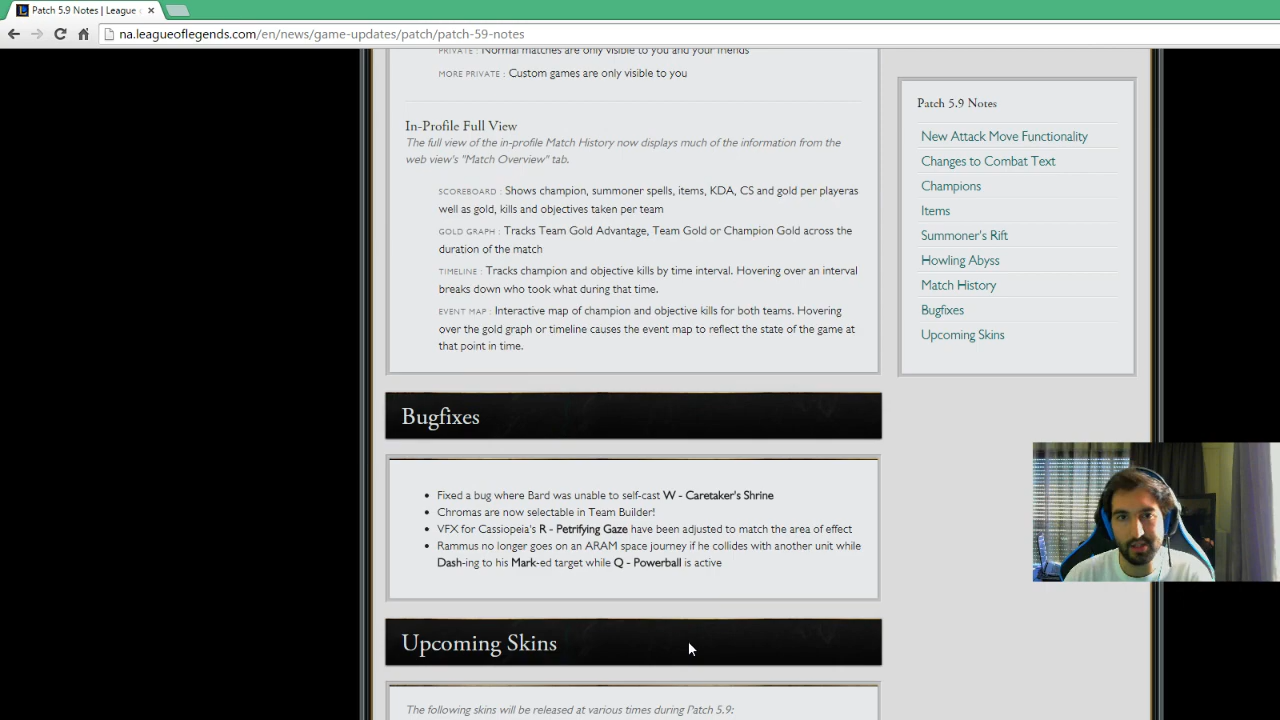 Patch 5.9 Notes | League
na.leagueoflegends.com/en/news/game-updates/patch/patch-59-notes
PRIVATE : Normal matches are only visible to you and your friends
MORE PRIVATE : Custom games are only visible to you
In-Profile Full View
The full view of the in-profile Match History now displays much of the information from the
web view's "Match Overview" tab.
SCOREBOARD : Shows champion, summoner spells, items, KDA, CS and gold per playeras
well as gold, kills and objectives taken per team
GOLD GRAPH : Tracks Team Gold Advantage, Team Gold or Champion Gold across the
duration of the match
TIMELINE : Tracks champion and objective kills by time interval. Hovering over an interval
breaks down who took what during that time.
EVENT MAP : Interactive map of champion and objective kills for both teams. Hovering
over the gold graph or timeline causes the event map to reflect the state of the game at
that point in time.
Bugfixes
Fixed a bug where Bard was unable to self-cast W - Caretaker's Shrine
Chromas are now selectable in Team Builder!
VFX for Cassiopeia's R - Petrifying Gaze have been adjusted to match the area of effect
Rammus no longer goes on an ARAM space journey if he collides with another unit while
Dash-ing to his Mark-ed target while Q - Powerball is active
Upcoming Skins
The following skins will be released at various times during Patch 5.9:
Patch 5.9 Notes
New Attack Move Functionality
Changes to Combat Text
Champions
Items
Summoner's Rift
Howling Abyss
Match History
Bugfixes
Upcoming Skins